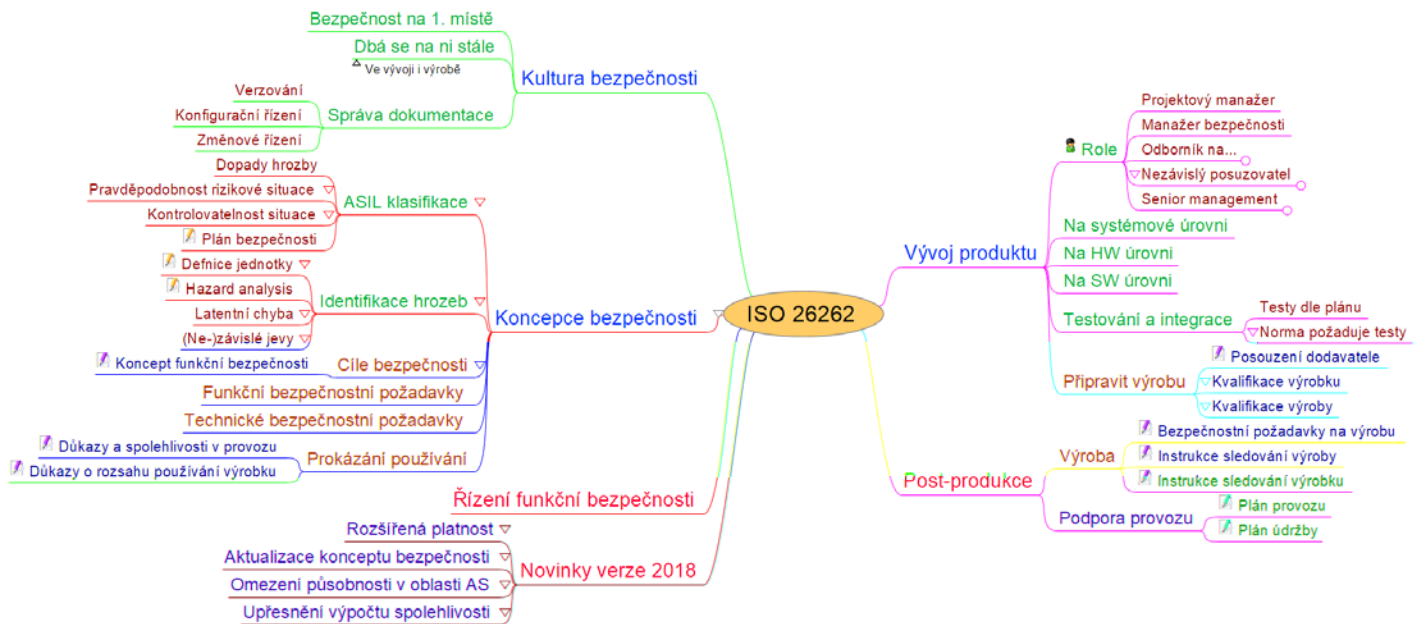 ISO 26262
Kultura bezpečnosti
Bezpečnost na 1. místě
Dbá se na ni stále
Ve vývoji i výrobě
Správa dokumentace
Verzování
Konfigurační řízení
Změnové řízení
Koncepce bezpečnosti
ASIL klasifikace
Dopady hrozby
Pravděpodobnost rizikové situace
Kontrolovatelnost situace
Plán bezpečnosti
Identifikace hrozeb
Defnice jednotky
Hazard analysis
Latentní chyba
(Ne-)závislé jevy
Cíle bezpečnosti
Koncept funkční bezpečnosti
Funkční bezpečnostní požadavky
Technické bezpečnostní požadavky
Prokázání používání
Důkazy a spolehlivosti v provozu
Důkazy o rozsahu používání výrobku
Řízení funkční bezpečnosti
Novinky verze 2018
Rozšířená platnost
Aktualizace konceptu bezpečnosti
Omezení působnosti v oblasti AS
Upřesnění výpočtu spolehlivosti
Vývoj produktu
Role
Projektový manažer
Manažer bezpečnosti
Odborník na...
Nezávislý posuzovatel
Senior management
Na systémové úrovni
Na HW úrovni
Na SW úrovni
Testování a integrace
Testy dle plánu
Norma požaduje testy
Připravit výrobu
Posouzení dodavatele
Kvalifikace výrobku
Kvalifikace výroby
Post-produkce
Výroba
Bezpečnostní požadavky na výrobu
Instrukce sledování výroby
Instrukce sledování výrobku
Podpora provozu
Plán provozu
Plán údržby